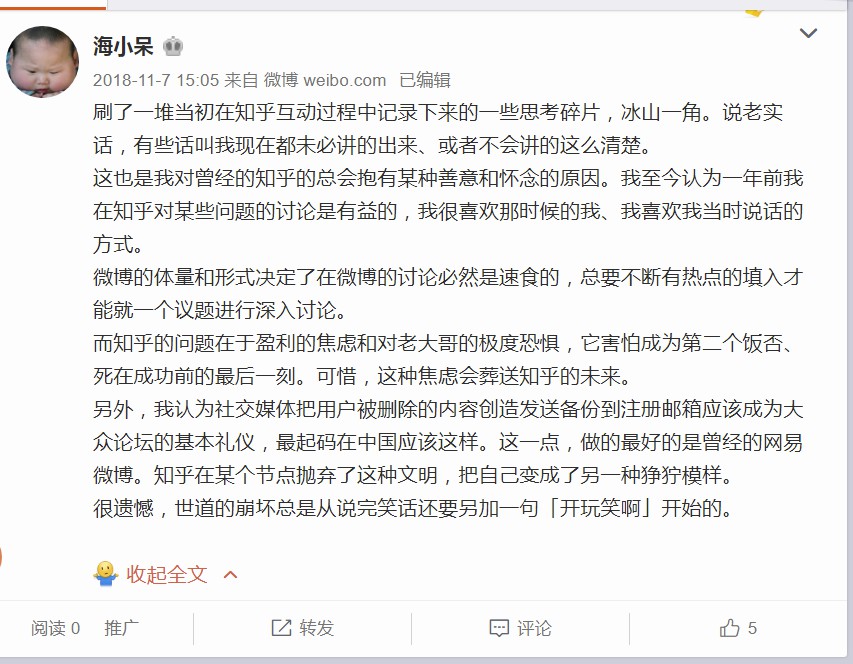 海小呆
2018-11-7 15:05 来自 微博 weibo.com 已编辑
刷了一堆当初在知乎互动过程中记录下来的一些思考碎片，冰山一角。说老实
话，有些话叫我现在都未必讲的出来、或者不会讲的这么清楚。
这也是我对曾经的知乎的总会抱有某种善意和怀念的原因。我至今认为一年前我
在知乎对某些问题的讨论是有益的，我很喜欢那时候的我、我喜欢我当时说话的
方式。
微博的体量和形式决定了在微博的讨论必然是速食的，总要不断有热点的填入才
能就一个议题进行深入讨论。
而知乎的问题在于盈利的焦虑和对老大哥的极度恐惧，它害怕成为第二个饭否、
死在成功前的最后一刻。可惜，这种焦虑会葬送知乎的未来。
另外，我认为社交媒体把用户被删除的内容创造发送备份到注册邮箱应该成为大
众论坛的基本礼仪，最起码在中国应该这样。这一点，做的最好的是曾经的网易
微博。知乎在某个节点抛弃了这种文明，把自己变成了另一种狰狞模样。
很遗憾，世道的崩坏总是从说完笑话还要另加一句「开玩笑啊」开始的。
收起全文
阅读 0 推广 转发 评论 5